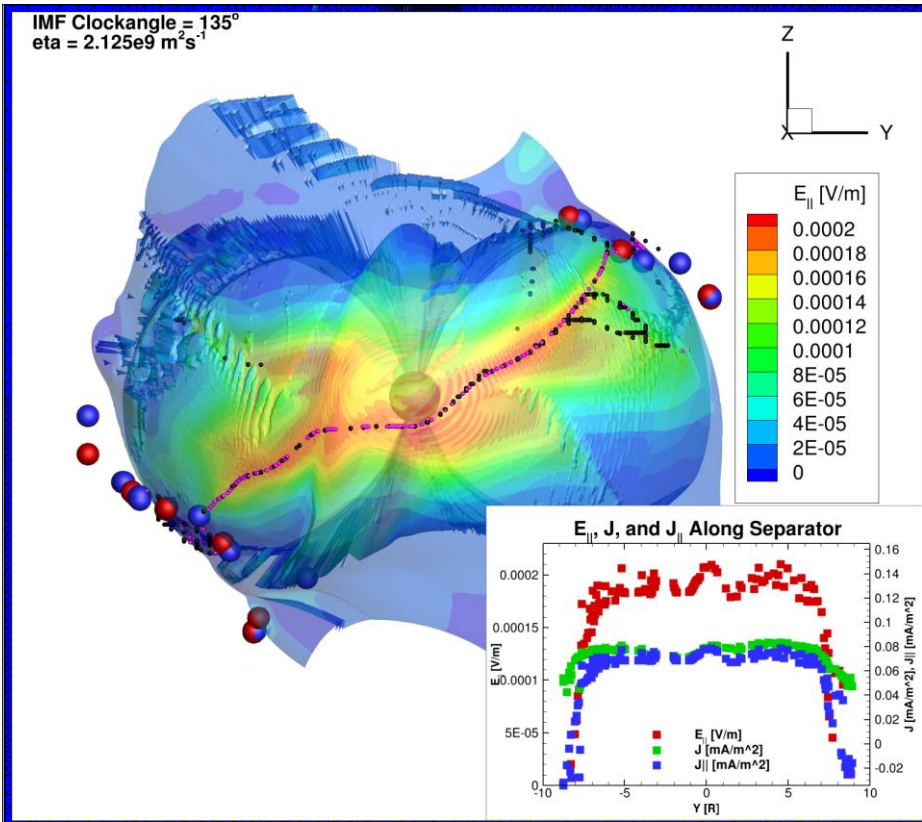 IMF Clockangle = 135°
eta = 2.125e9 m²s⁻¹
Z
X
Y
E|| [V/m]
0.0002
0.00018
0.00016
0.00014
0.00012
0.0001
8E-05
6E-05
4E-05
2E-05
0
E||, J, and J|| Along Separator
0.0002
0.00015
0.0001
5E-05
0
E|| [V/m]
0.16
0.14
0.12
0.1
0.08
0.06
0.04
0.02
0
-0.02
J [mA/m^2], J|| [mA/m^2]
E|| [V/m]
J [mA/m^2]
J|| [mA/m^2]
-10
-5
0
5
10
Y [R]